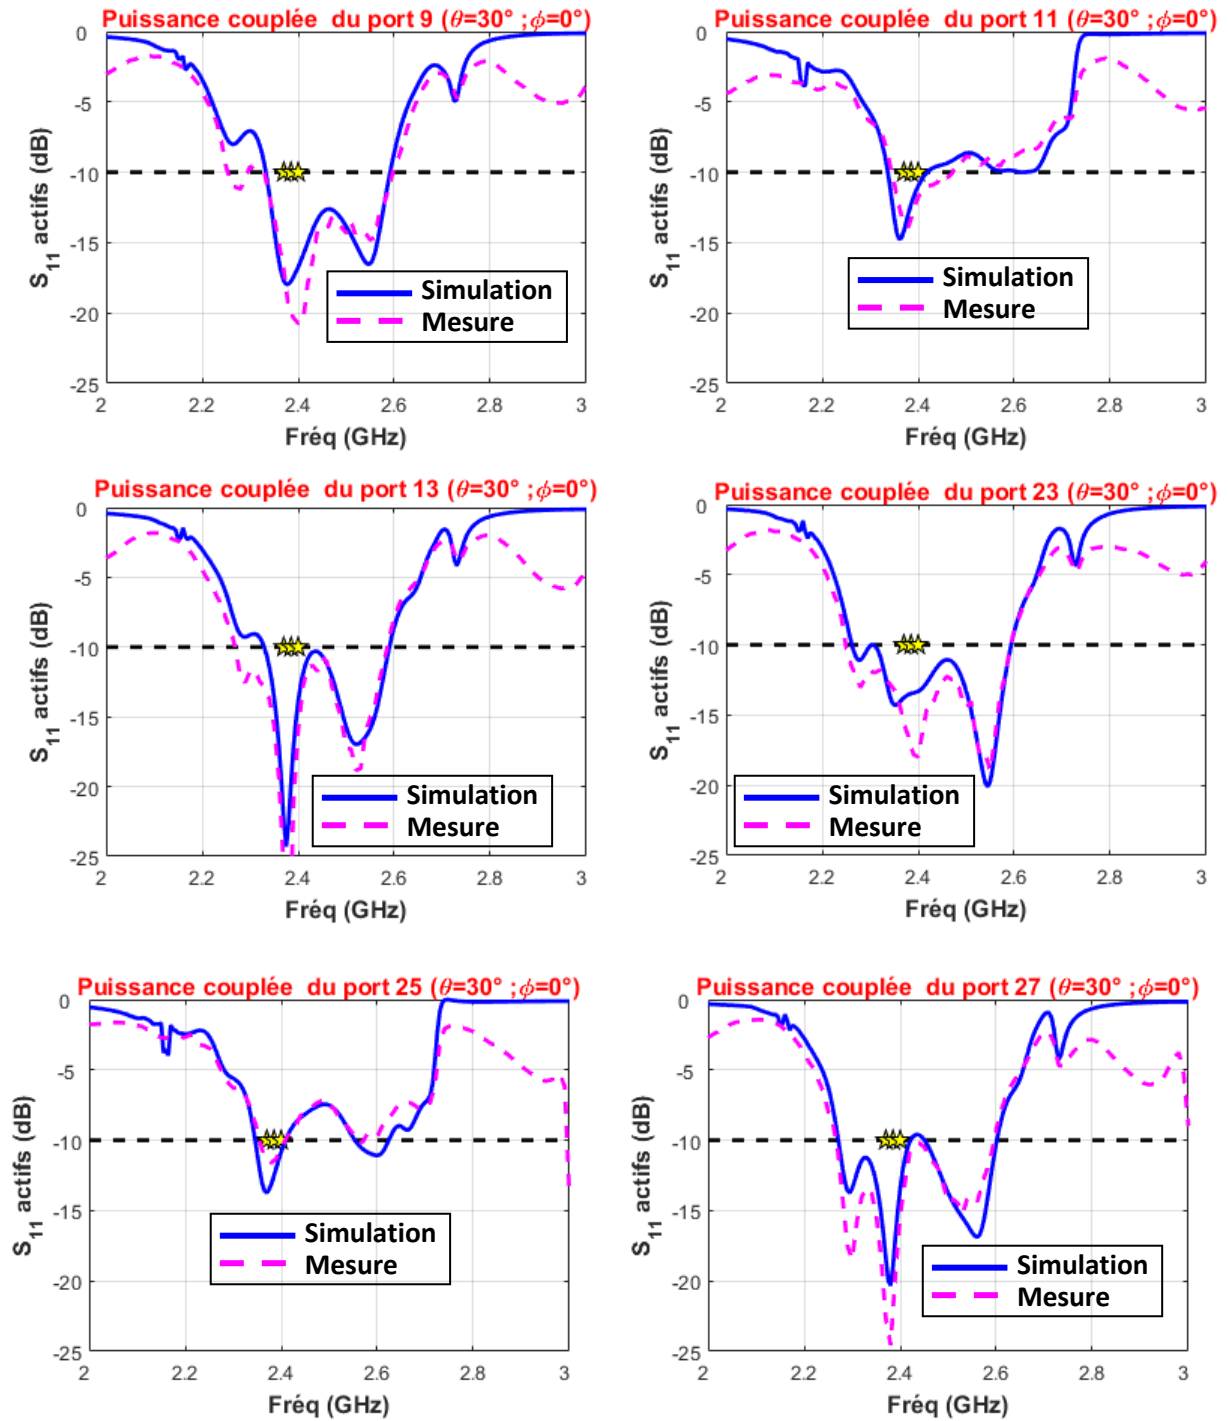 Puissance couplée du port 9 (θ=30° ;ϕ=0°)
0
-5
-10
-15
-20
-25
S11 actifs (dB)
Simulation
Mesure
2 2.2 2.4 2.6 2.8 3
Fréq (GHz)
Puissance couplée du port 11 (θ=30° ;ϕ=0°)
0
-5
-10
-15
-20
-25
S11 actifs (dB)
Simulation
Mesure
2 2.2 2.4 2.6 2.8 3
Fréq (GHz)
Puissance couplée du port 13 (θ=30° ;ϕ=0°)
0
-5
-10
-15
-20
-25
S11 actifs (dB)
Simulation
Mesure
2 2.2 2.4 2.6 2.8 3
Fréq (GHz)
Puissance couplée du port 23 (θ=30° ;ϕ=0°)
0
-5
-10
-15
-20
-25
S11 actifs (dB)
Simulation
Mesure
2 2.2 2.4 2.6 2.8 3
Fréq (GHz)
Puissance couplée du port 25 (θ=30° ;ϕ=0°)
0
-5
-10
-15
-20
-25
S11 actifs (dB)
Simulation
Mesure
2 2.2 2.4 2.6 2.8 3
Fréq (GHz)
Puissance couplée du port 27 (θ=30° ;ϕ=0°)
0
-5
-10
-15
-20
-25
S11 actifs (dB)
Simulation
Mesure
2 2.2 2.4 2.6 2.8 3
Fréq (GHz)